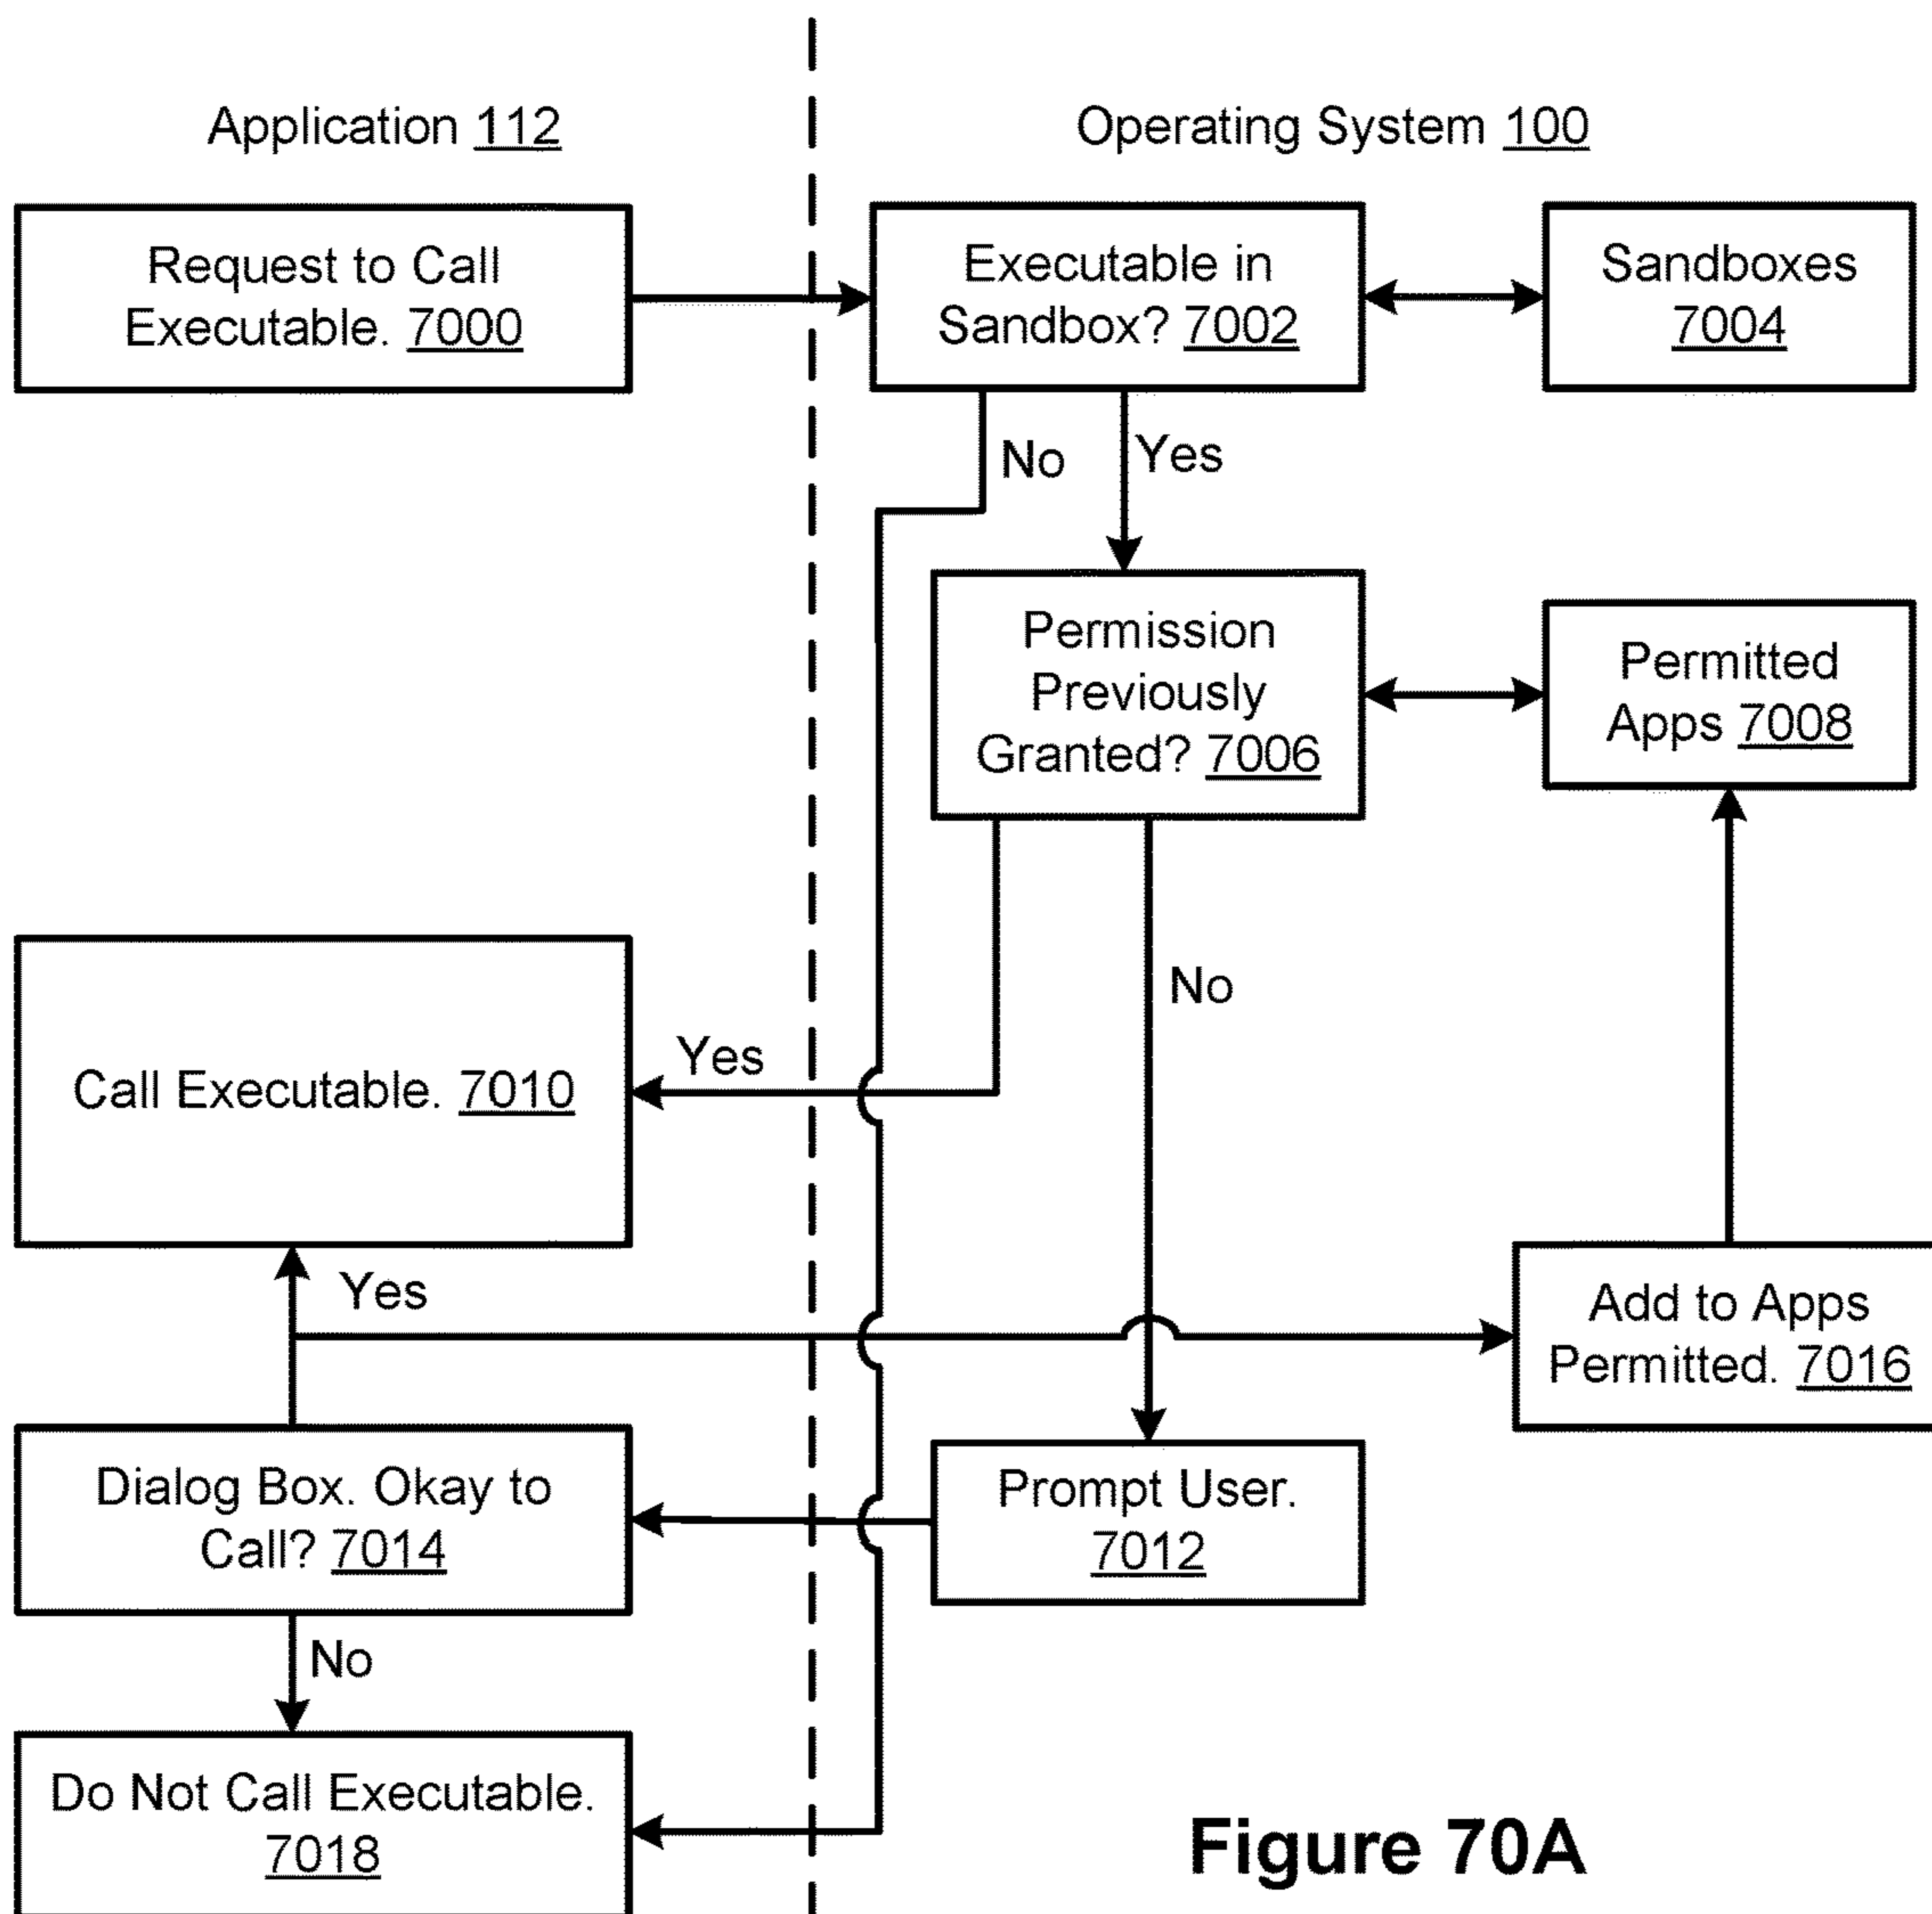 Application 112
Operating System 100
Request to Call
Executable. 7000
Executable in
Sandbox? 7002
Sandboxes
7004
No
Yes
Permission
Previously
Granted? 7006
Permitted
Apps 7008
No
Yes
Call Executable. 7010
Yes
Add to Apps
Permitted. 7016
Dialog Box. Okay to
Call? 7014
Prompt User.
7012
No
Do Not Call Executable.
7018
Figure 70A